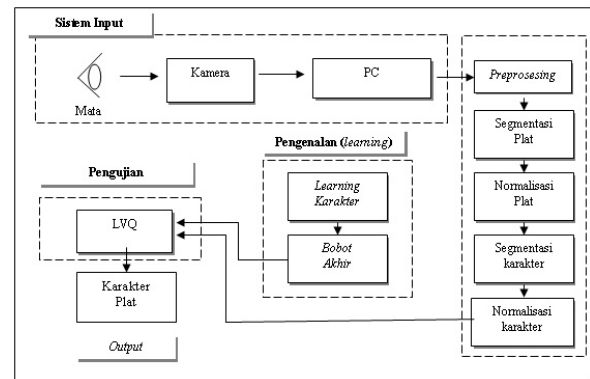 Sistem Input
Mata
Kamera
PC
Preprosesing
Segmentasi
Plat
Normalisasi
Plat
Segmentasi
karakter
Normalisasi
karakter
Pengenalan (learning)
Learning
Karakter
Bobot
Akhir
Pengujian
LVQ
Karakter
Plat
Output